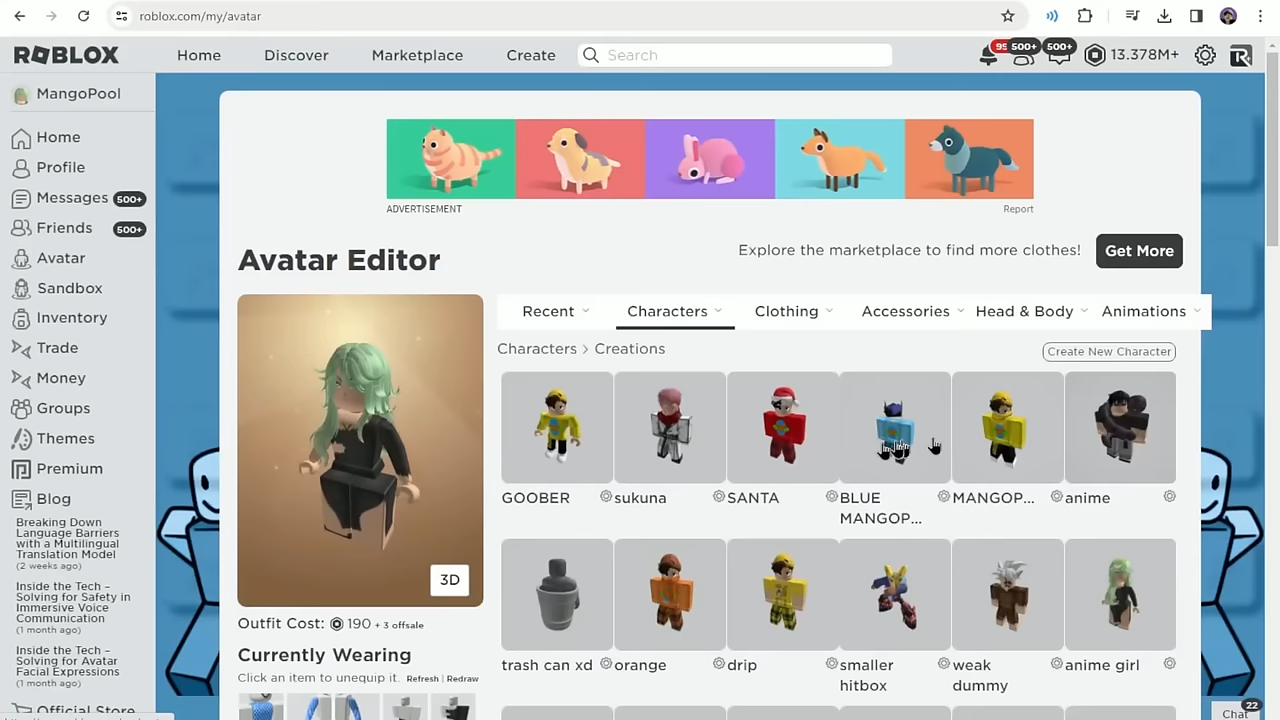 roblox.com/my/avatar
ROBLOX
Home
Discover
Marketplace
Create
Search
500+
500+
13.378M+
MangoPool
Home
Profile
Messages 500+
Friends 500+
Avatar
Sandbox
Inventory
Trade
Money
Groups
Themes
Premium
Blog
Breaking Down
Language Barriers
with a Multilingual
Translation Model
(2 weeks ago)
Inside the Tech -
Solving for Safety in
Immersive Voice
Communication
(1 month ago)
Inside the Tech -
Solving for Avatar
Facial Expressions
(1 month ago)
Official Store
ADVERTISEMENT
Report
Avatar Editor
Explore the marketplace to find more clothes!
Get More
Recent
Characters
Clothing
Accessories
Head & Body
Animations
Characters > Creations
Create New Character
GOOBER
sukuna
SANTA
BLUE
MANGOP...
MANGOP...
anime
trash can xd
orange
drip
smaller
hitbox
weak
dummy
anime girl
3D
Outfit Cost: 190 + 3 offsale
Currently Wearing
Click an item to unequip it. Refresh | Redraw
Chat
22